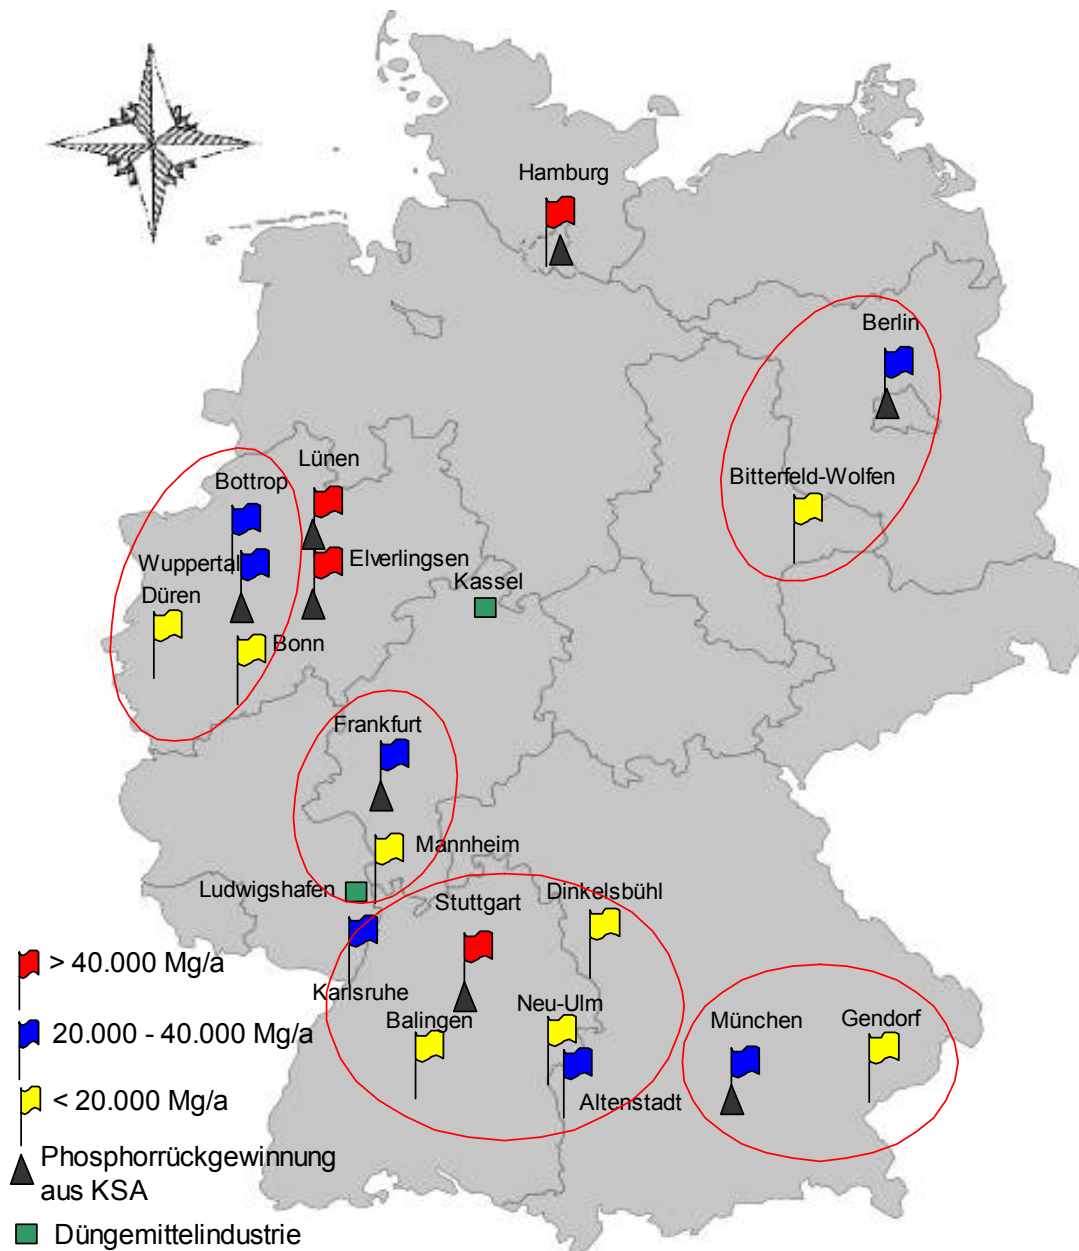 Hamburg
Berlin
Lünen
Bottrop
Bitterfeld-Wolfen
Wuppertal
Elverlingsen
Kassel
Düren
Bonn
Frankfurt
Mannheim
Ludwigshafen
Dinkelsbühl
Stuttgart
Karlsruhe
Neu-Ulm
Balingen
München
Gendorf
Altenstadt
> 40.000 Mg/a
20.000 - 40.000 Mg/a
< 20.000 Mg/a
Phosphorrückgewinnung
aus KSA
Düngemittelindustrie